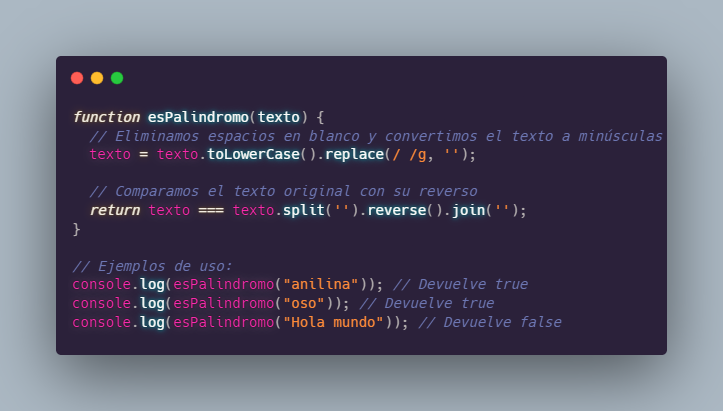 function esPalindromo(texto) {
  // Eliminamos espacios en blanco y convertimos el texto a minúsculas
  texto = texto.toLowerCase().replace(/ /g, '');

  // Comparamos el texto original con su reverso
  return texto === texto.split('').reverse().join('');
}

// Ejemplos de uso:
console.log(esPalindromo("anilina")); // Devuelve true
console.log(esPalindromo("oso")); // Devuelve true
console.log(esPalindromo("Hola mundo")); // Devuelve false